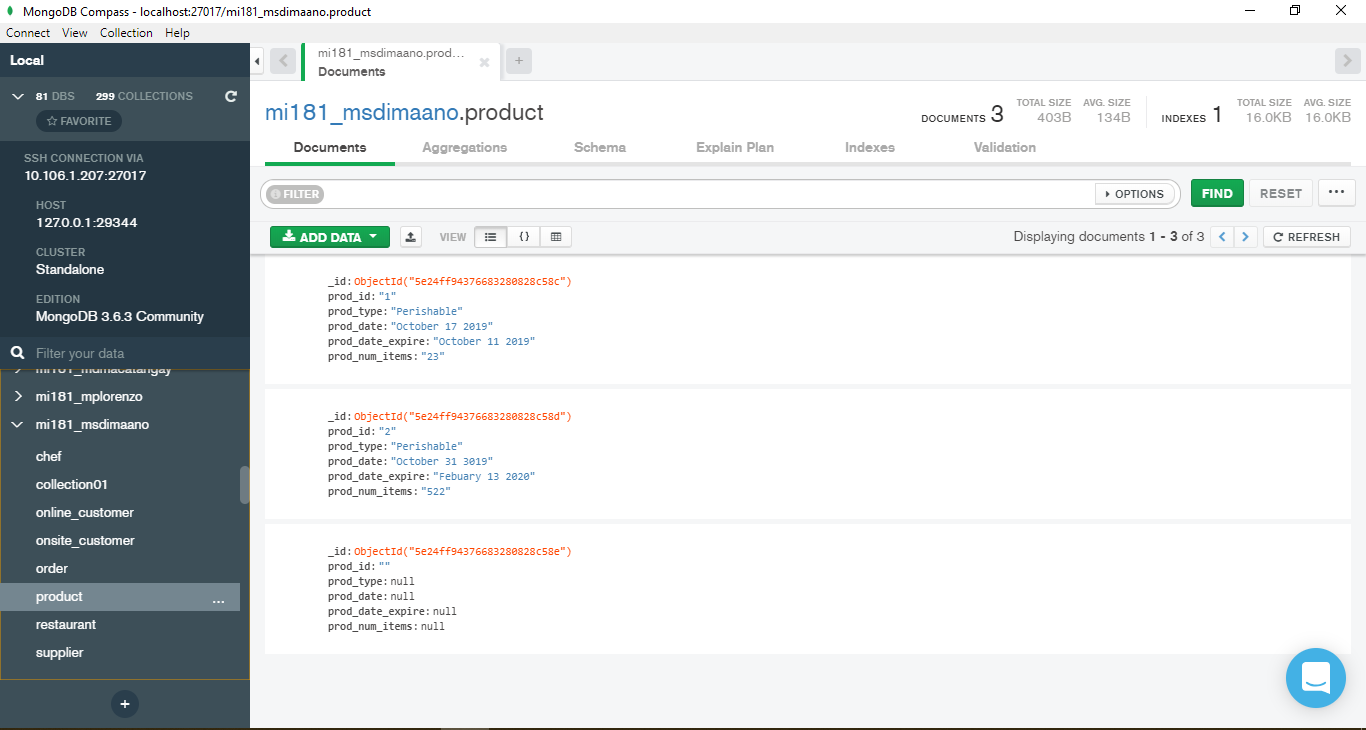 MongoDB Compass - localhost:27017/mi181_msdimaano.product
Connect View Collection Help
Local
81 DBS 299 COLLECTIONS
FAVORITE
SSH CONNECTION VIA
10.106.1.207:27017
HOST
127.0.0.1:29344
CLUSTER
Standalone
EDITION
MongoDB 3.6.3 Community
Filter your data
mi181_mplorenzo
mi181_msdimaano
chef
collection01
online_customer
onsite_customer
order
product ...
restaurant
supplier
+
mi181_msdimaano.prod...
Documents
+
mi181_msdimaano.product
DOCUMENTS 3 TOTAL SIZE 403B AVG. SIZE 134B INDEXES 1 TOTAL SIZE 16.0KB AVG. SIZE 16.0KB
Documents Aggregations Schema Explain Plan Indexes Validation
FILTER OPTIONS FIND RESET ...
ADD DATA VIEW {} Displaying documents 1 - 3 of 3 < > REFRESH
_id: ObjectId("5e24ff94376683280828c58c")
prod_id: "1"
prod_type: "Perishable"
prod_date: "October 17 2019"
prod_date_expire: "October 11 2019"
prod_num_items: "23"
_id: ObjectId("5e24ff94376683280828c58d")
prod_id: "2"
prod_type: "Perishable"
prod_date: "October 31 3019"
prod_date_expire: "Febuary 13 2020"
prod_num_items: "522"
_id: ObjectId("5e24ff94376683280828c58e")
prod_id: ""
prod_type: null
prod_date: null
prod_date_expire: null
prod_num_items: null